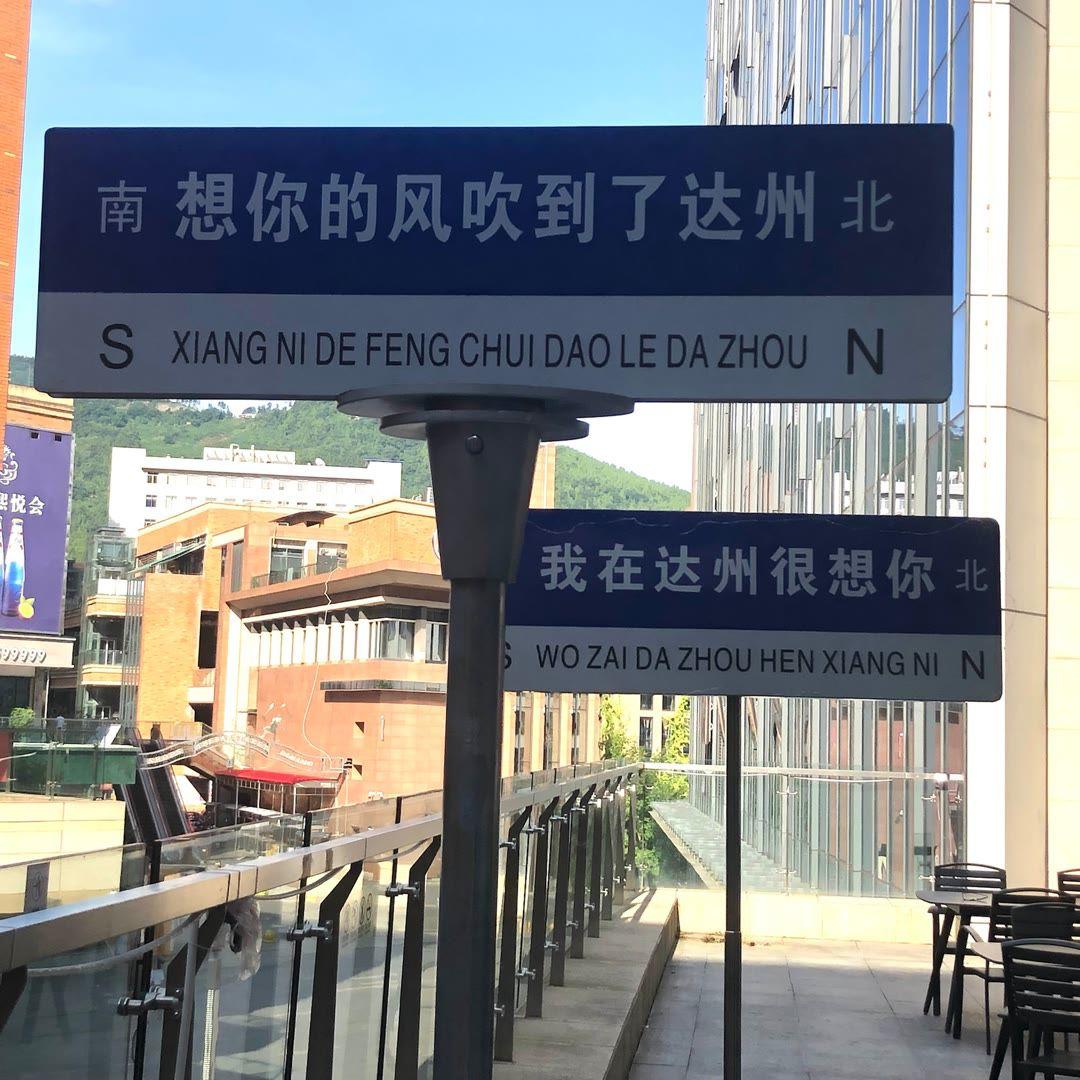 南 想你的风吹到了达州 北
S XIANG NI DE FENG CHUI DAO LE DA ZHOU N
我在达州很想你 北
S WO ZAI DA ZHOU HEN XIANG NI N
悦会
99999